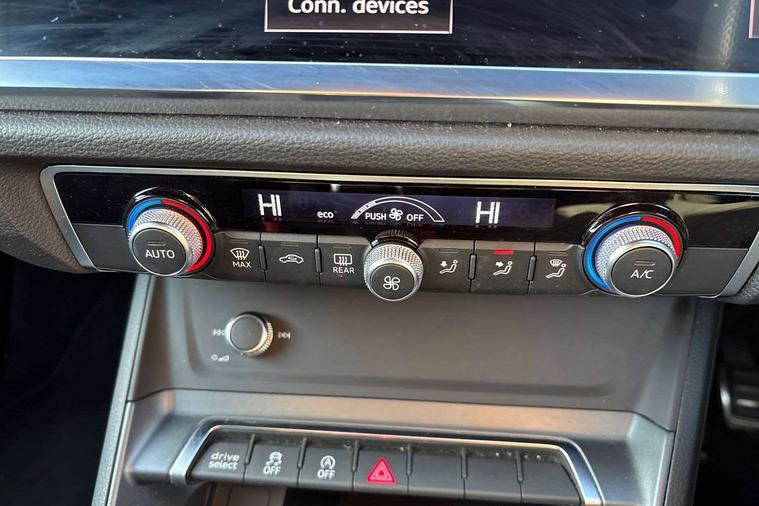 Conn. devices
HI
eco
PUSH OFF
HI
AUTO
MAX
REAR
A/C
drive
select
OFF
OFF